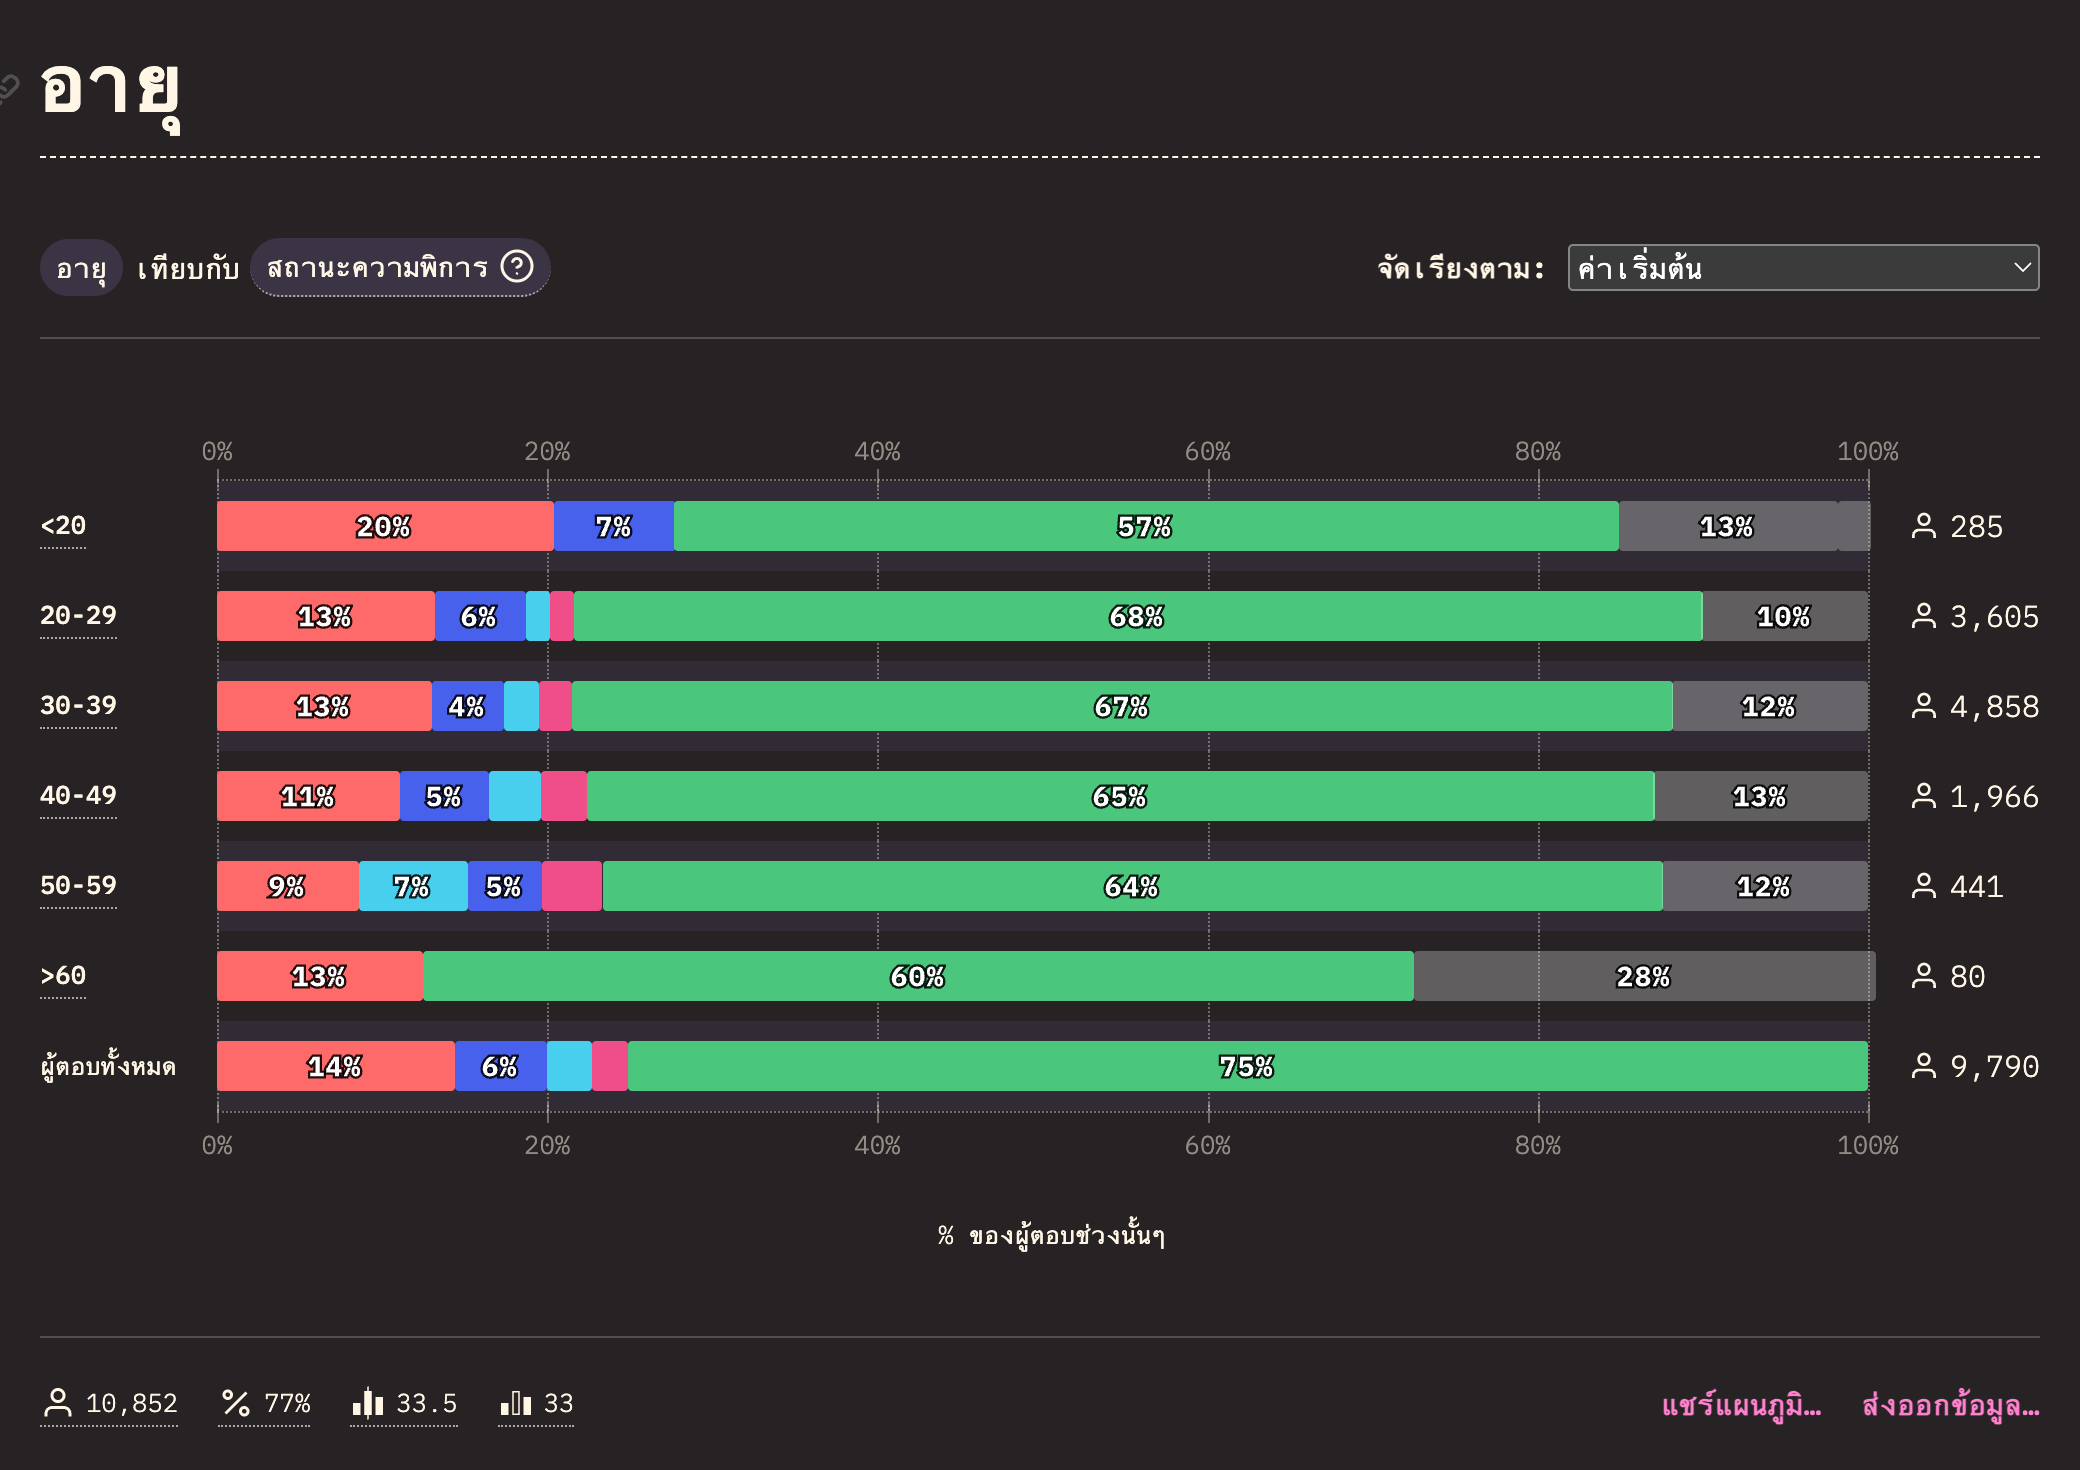 อายุ
อายุ เทียบกับ สถานะความพิการ ?
จัดเรียงตาม: ค่าเริ่มต้น
0% 20% 40% 60% 80% 100%
<20 20% 7% 57% 13% 285
20-29 13% 6% 68% 10% 3,605
30-39 13% 4% 67% 12% 4,858
40-49 11% 5% 65% 13% 1,966
50-59 9% 7% 5% 64% 12% 441
>60 13% 60% 28% 80
ผู้ตอบทั้งหมด 14% 6% 75% 9,790
0% 20% 40% 60% 80% 100%
% ของผู้ตอบช่วงนั้นๆ
10,852 77% 33.5 33
แชร์แผนภูมิ… ส่งออกข้อมูล…